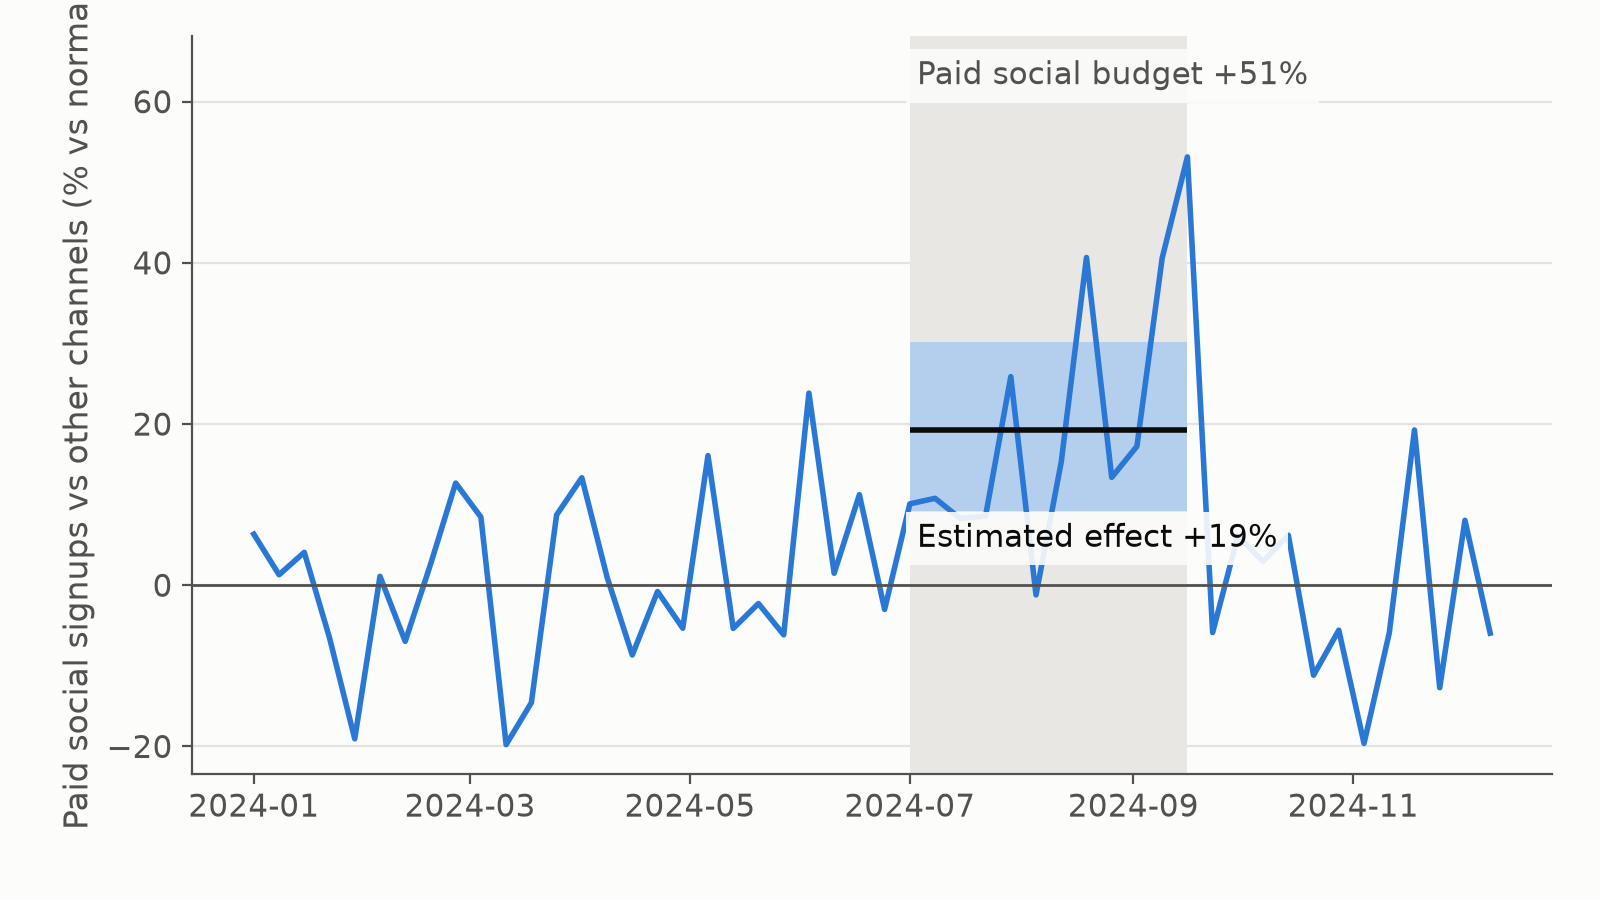 Paid social signups vs other channels (% vs norma
Paid social budget +51%
60
40
20
Estimated effect +19%
0
−20
2024-01 2024-03 2024-05 2024-07 2024-09 2024-11